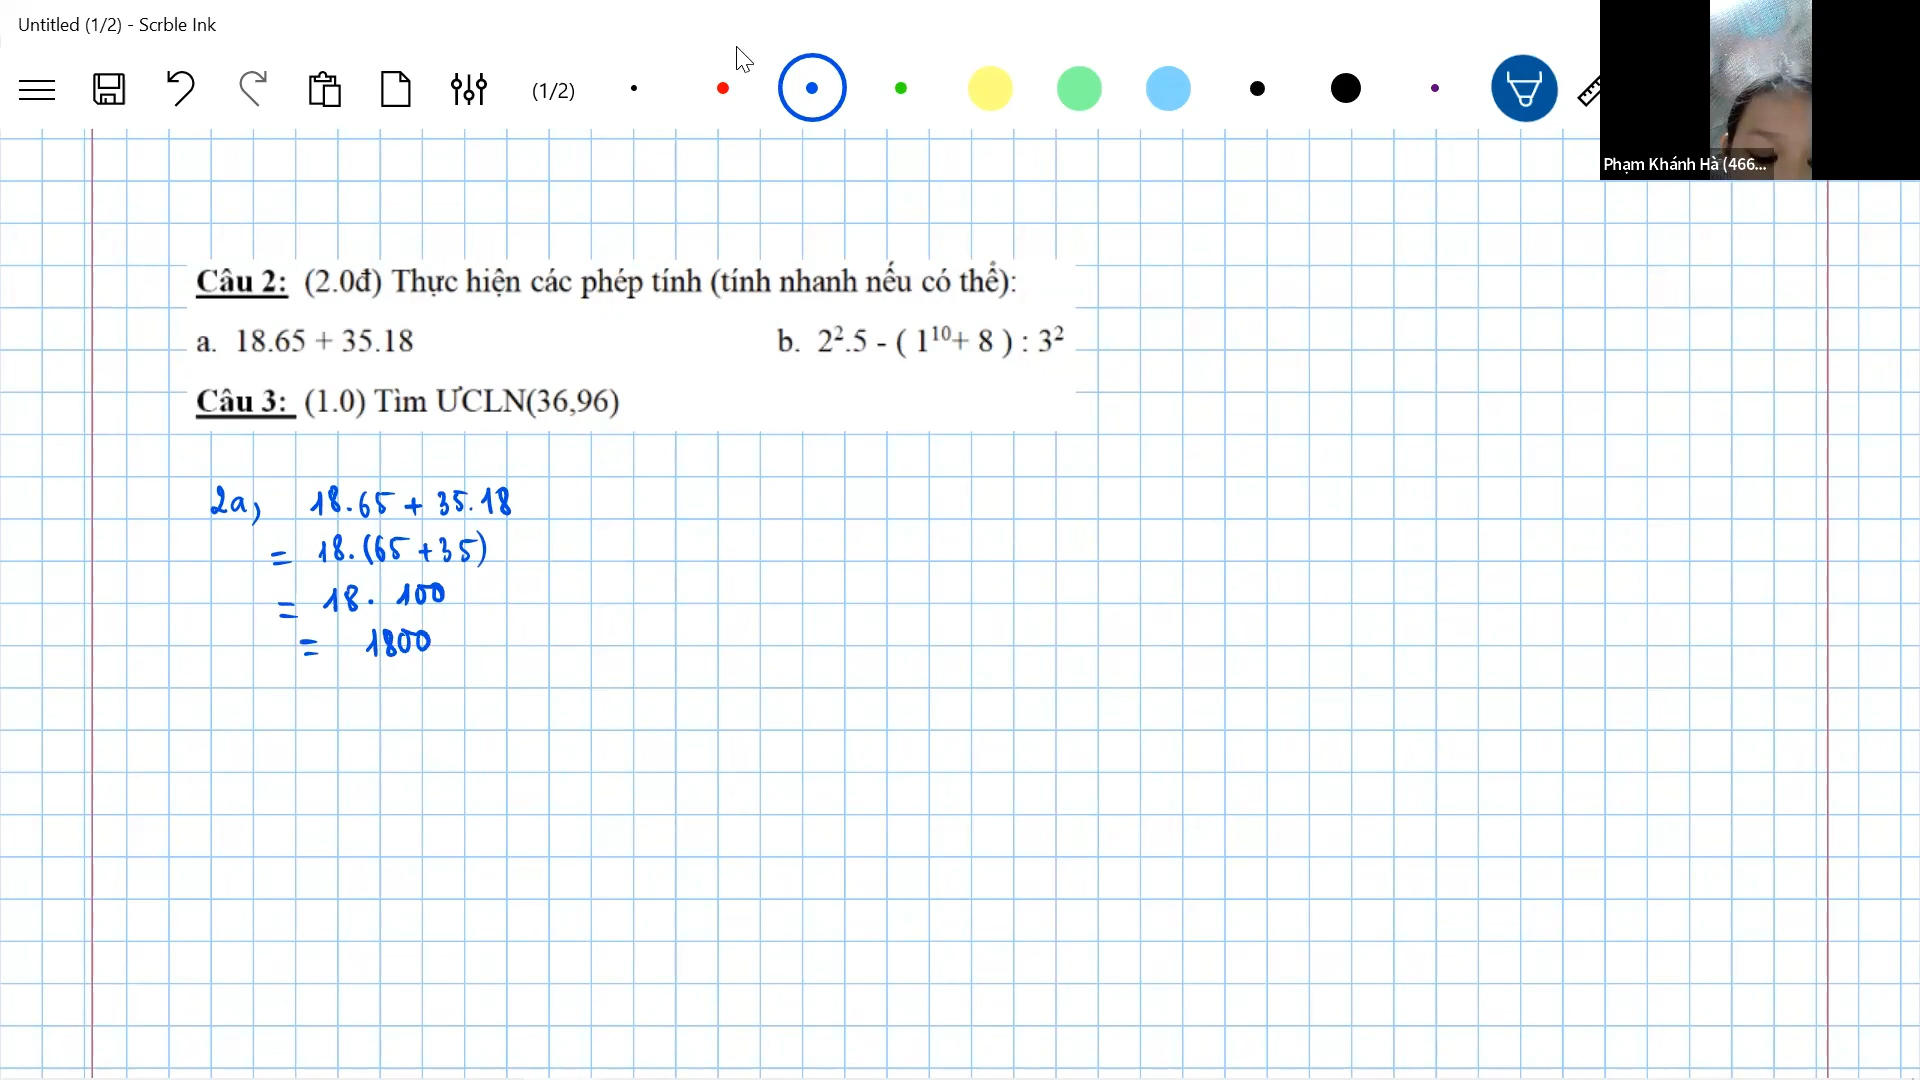 Untitled (1/2) - Scrble Ink
(1/2)
Phạm Khánh Hà (466...
Câu 2: (2.0đ) Thực hiện các phép tính (tính nhanh nếu có thể):
a. 18.65 + 35.18 b. 2².5 - ( 1¹⁰+ 8 ) : 3²
Câu 3: (1.0) Tìm ƯCLN(36,96)
2a, 18.65 + 35.18
= 18.(65 + 35)
= 18. 100
= 1800